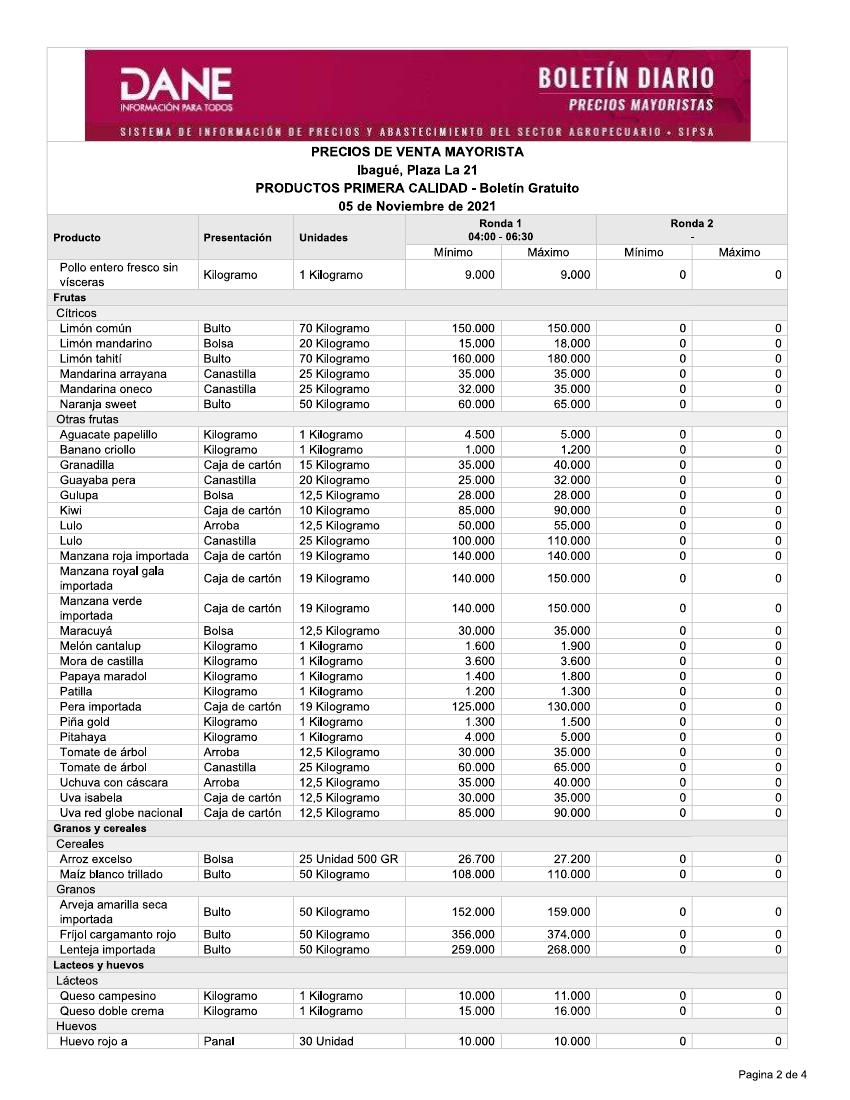 DANE
INFORMACIÓN PARA TODOS
BOLETÍN DIARIO
PRECIOS MAYORISTAS
SISTEMA DE INFORMACIÓN DE PRECIOS Y ABASTECIMIENTO DEL SECTOR AGROPECUARIO • SIPSA
PRECIOS DE VENTA MAYORISTA
Ibagué, Plaza La 21
PRODUCTOS PRIMERA CALIDAD - Boletín Gratuito
05 de Noviembre de 2021
Producto Presentación Unidades Ronda 1 Ronda 2
04:00 - 06:30 -
Mínimo Máximo Mínimo Máximo
Pollo entero fresco sin
vísceras Kilogramo 1 Kilogramo 9.000 9.000 0 0
Frutas
Cítricos
Limón común Bulto 70 Kilogramo 150.000 150.000 0 0
Limón mandarino Bolsa 20 Kilogramo 15.000 18.000 0 0
Limón tahití Bulto 70 Kilogramo 160.000 180.000 0 0
Mandarina arrayana Canastilla 25 Kilogramo 35.000 35.000 0 0
Mandarina oneco Canastilla 25 Kilogramo 32.000 35.000 0 0
Naranja sweet Bulto 50 Kilogramo 60.000 65.000 0 0
Otras frutas
Aguacate papelillo Kilogramo 1 Kilogramo 4.500 5.000 0 0
Banano criollo Kilogramo 1 Kilogramo 1.000 1.200 0 0
Granadilla Caja de cartón 15 Kilogramo 35.000 40.000 0 0
Guayaba pera Canastilla 20 Kilogramo 25.000 32.000 0 0
Gulupa Bolsa 12,5 Kilogramo 28.000 28.000 0 0
Kiwi Caja de cartón 10 Kilogramo 85.000 90.000 0 0
Lulo Arroba 12,5 Kilogramo 50.000 55.000 0 0
Lulo Canastilla 25 Kilogramo 100.000 110.000 0 0
Manzana roja importada Caja de cartón 19 Kilogramo 140.000 140.000 0 0
Manzana royal gala
importada Caja de cartón 19 Kilogramo 140.000 150.000 0 0
Manzana verde
importada Caja de cartón 19 Kilogramo 140.000 150.000 0 0
Maracuyá Bolsa 12,5 Kilogramo 30.000 35.000 0 0
Melón cantalup Kilogramo 1 Kilogramo 1.600 1.900 0 0
Mora de castilla Kilogramo 1 Kilogramo 3.600 3.600 0 0
Papaya maradol Kilogramo 1 Kilogramo 1.400 1.800 0 0
Patilla Kilogramo 1 Kilogramo 1.200 1.300 0 0
Pera importada Caja de cartón 19 Kilogramo 125.000 130.000 0 0
Piña gold Kilogramo 1 Kilogramo 1.300 1.500 0 0
Pitahaya Kilogramo 1 Kilogramo 4.000 5.000 0 0
Tomate de árbol Arroba 12,5 Kilogramo 30.000 35.000 0 0
Tomate de árbol Canastilla 25 Kilogramo 60.000 65.000 0 0
Uchuva con cáscara Arroba 12,5 Kilogramo 35.000 40.000 0 0
Uva isabela Caja de cartón 12,5 Kilogramo 30.000 35.000 0 0
Uva red globe nacional Caja de cartón 12,5 Kilogramo 85.000 90.000 0 0
Granos y cereales
Cereales
Arroz excelso Bolsa 25 Unidad 500 GR 26.700 27.200 0 0
Maíz blanco trillado Bulto 50 Kilogramo 108.000 110.000 0 0
Granos
Arveja amarilla seca
importada Bulto 50 Kilogramo 152.000 159.000 0 0
Fríjol cargamanto rojo Bulto 50 Kilogramo 356.000 374.000 0 0
Lenteja importada Bulto 50 Kilogramo 259.000 268.000 0 0
Lacteos y huevos
Lácteos
Queso campesino Kilogramo 1 Kilogramo 10.000 11.000 0 0
Queso doble crema Kilogramo 1 Kilogramo 15.000 16.000 0 0
Huevos
Huevo rojo a Panal 30 Unidad 10.000 10.000 0 0
Pagina 2 de 4